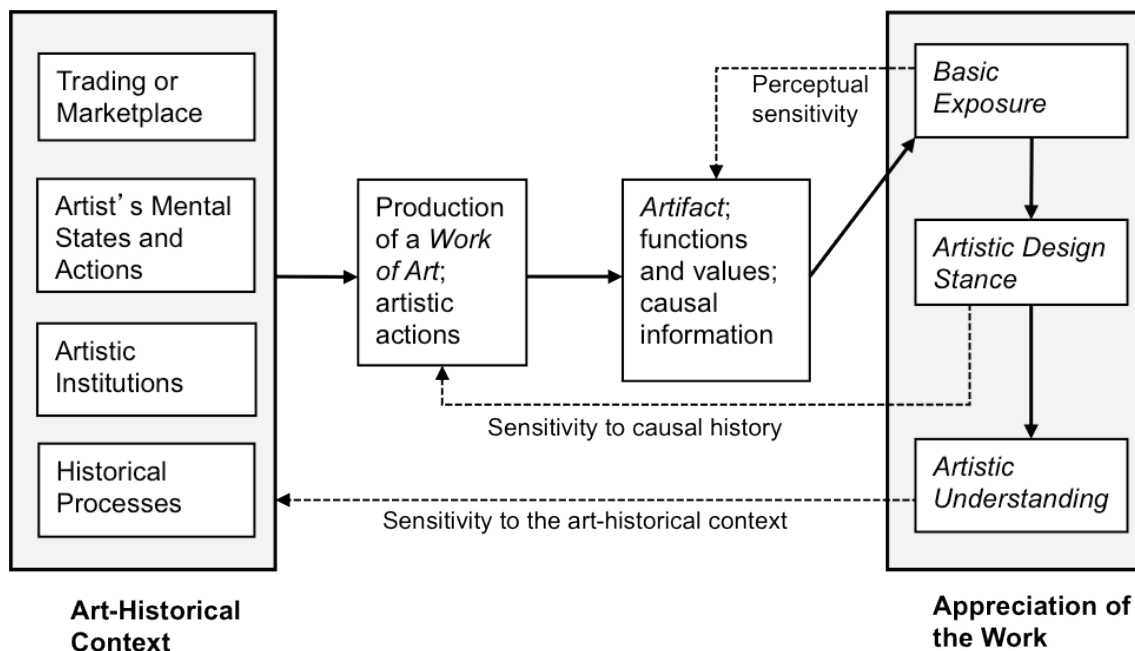 Trading or
Marketplace
Artist’s Mental
States and
Actions
Artistic
Institutions
Historical
Processes
Art-Historical
Context
Production
of a Work
of Art;
artistic
actions
Artifact;
functions
and values;
causal
information
Perceptual
sensitivity
Sensitivity to causal history
Sensitivity to the art-historical context
Basic
Exposure
Artistic Design
Stance
Artistic
Understanding
Appreciation of
the Work